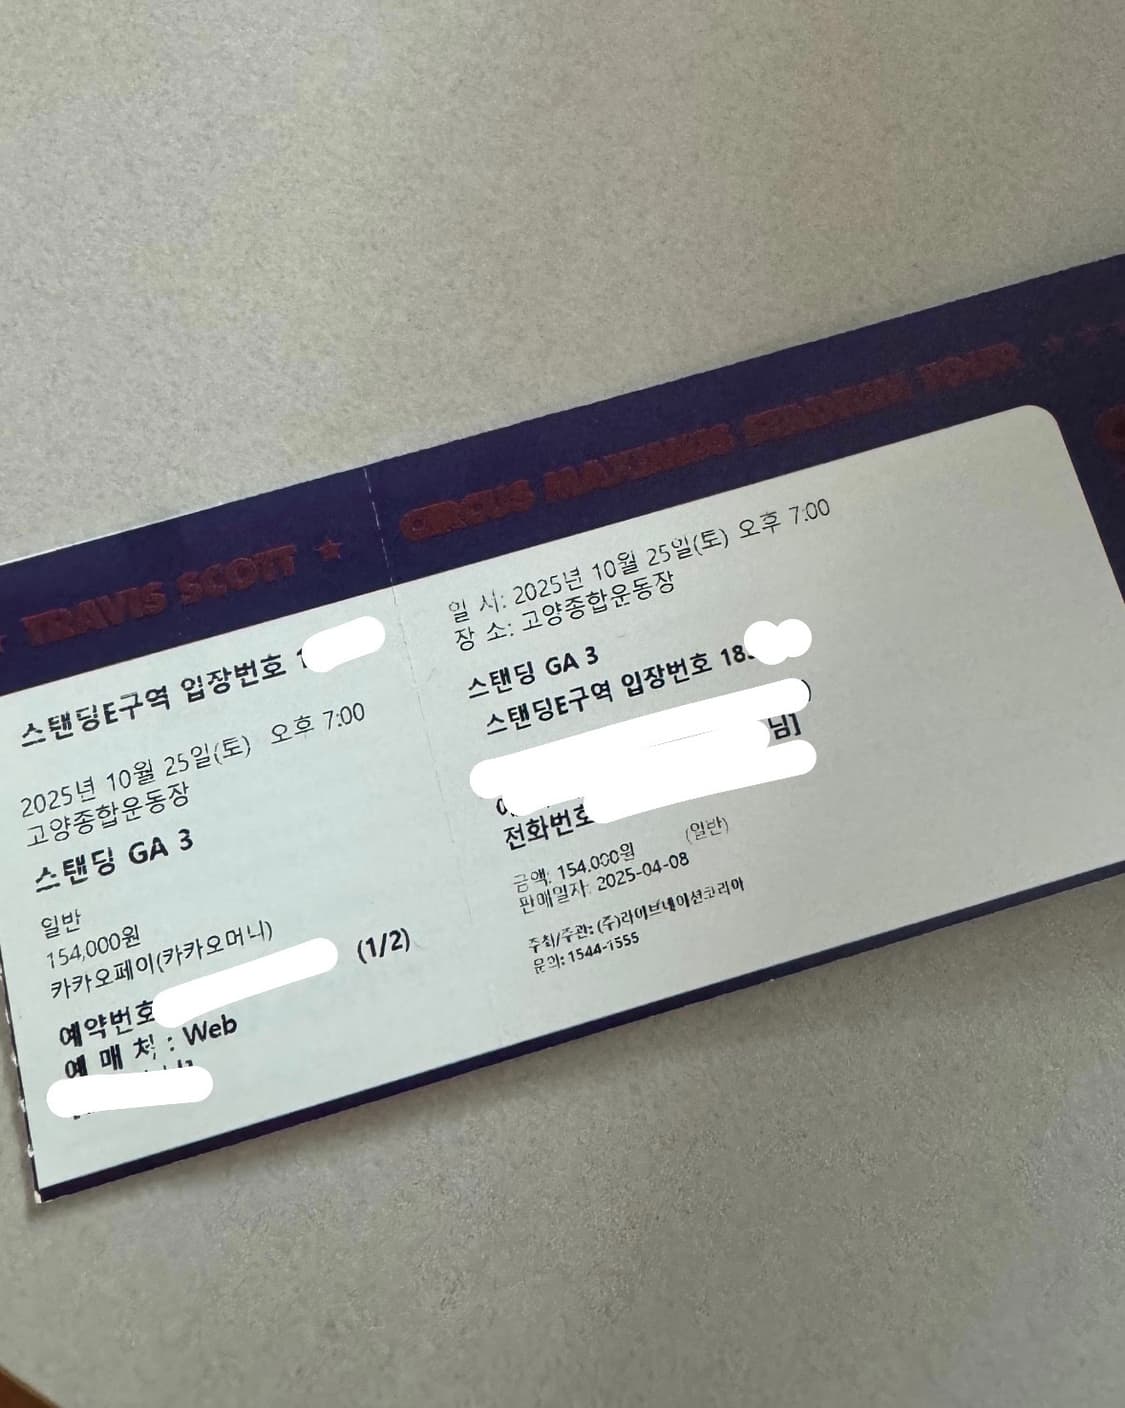 TRAVIS SCOTT ★
CIRCUS MAXIMUS STADIUM TOUR ★ ★ ★
스탠딩E구역 입장번호 1
2025년 10월 25일(토) 오후 7:00
고양종합운동장
스탠딩 GA 3
일반
154,000원
카카오페이(카카오머니)
(1/2)
예약번호
예 매 처 : Web
일 시: 2025년 10월 25일(토) 오후 7:00
장 소: 고양종합운동장
스탠딩 GA 3
스탠딩E구역 입장번호 18
님]
전화번호
금액: 154,000원 (일반)
판매일자: 2025-04-08
주최/주관: (주)라이브네이션코리아
문의: 1544-1555